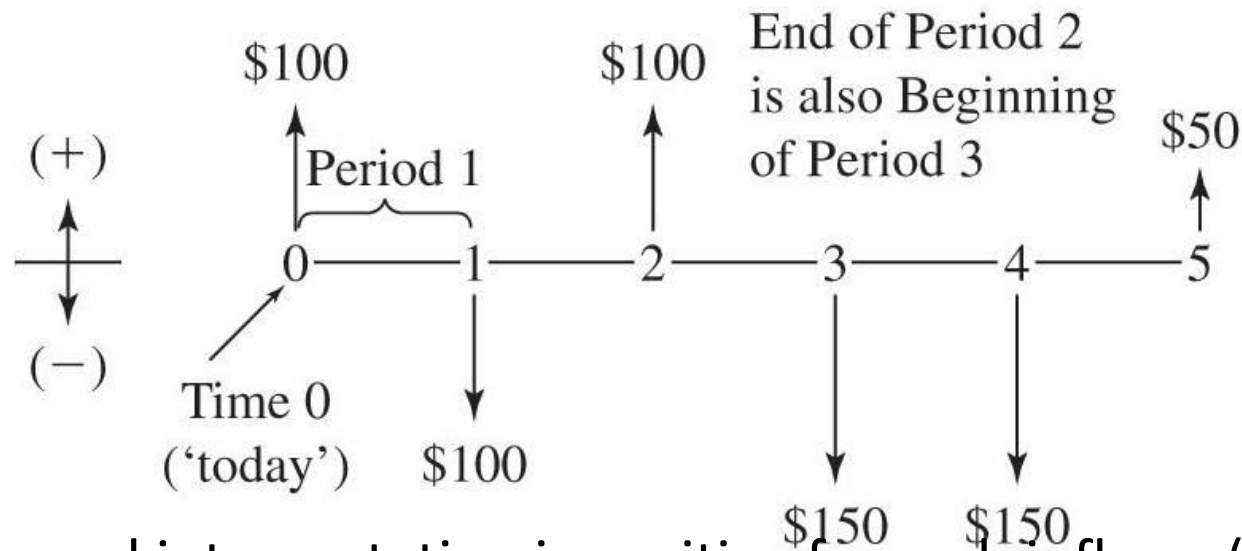 $100
$100
End of Period 2
is also Beginning
of Period 3
$50
(+)
Period 1
0
1
2
3
4
5
(−)
Time 0
(‘today’)
$100
$150
$150